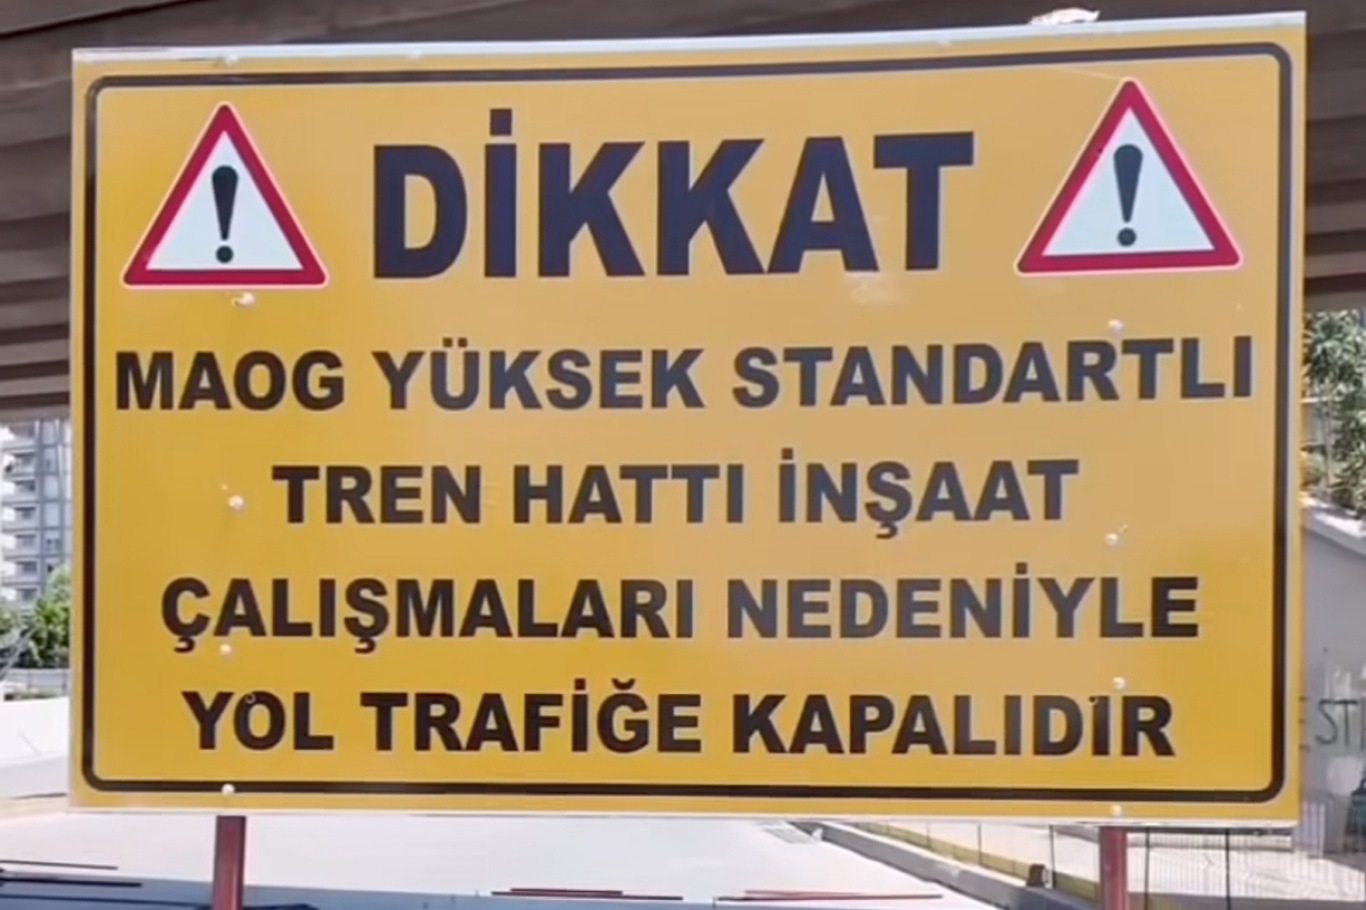 DİKKAT
MAOG YÜKSEK STANDARTLI
TREN HATTI İNŞAAT
ÇALIŞMALARI NEDENİYLE
YOL TRAFİĞE KAPALIDIR